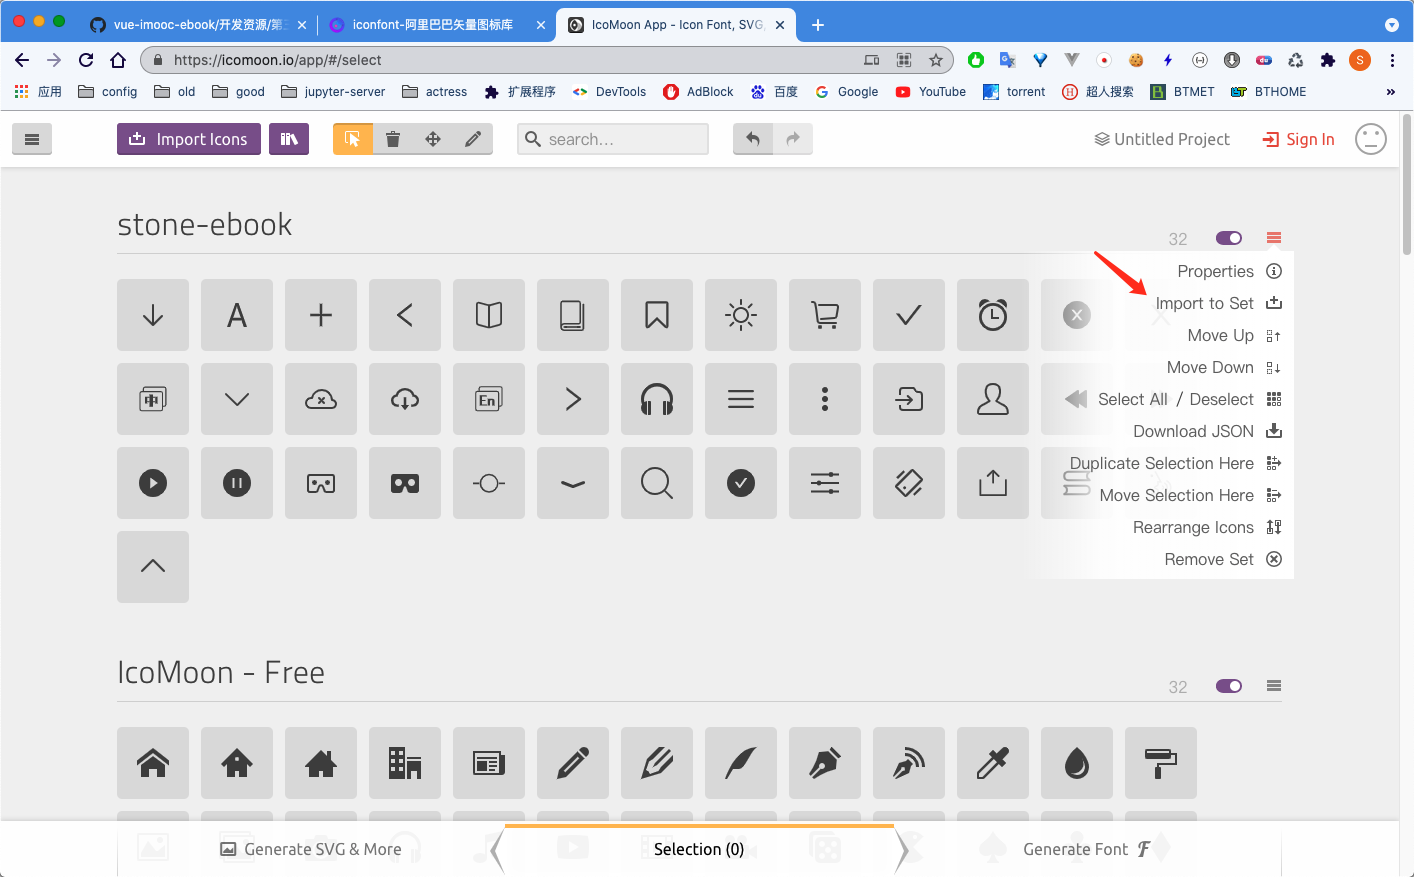 vue-imooc-ebook/开发资源/第三
iconfont-阿里巴巴矢量图标库
IcoMoon App - Icon Font, SVG,
https://icomoon.io/app/#/select
S
应用
config
old
good
jupyter-server
actress
扩展程序
DevTools
AdBlock
百度
Google
YouTube
torrent
超人搜索
BTMET
BTHOME
»
Import Icons
search...
Untitled Project
Sign In
stone-ebook
32
Properties
Import to Set
Move Up
Move Down
Select All / Deselect
Download JSON
Duplicate Selection Here
Move Selection Here
Rearrange Icons
Remove Set
A
中
En
IcoMoon - Free
32
Generate SVG & More
Selection (0)
Generate Font